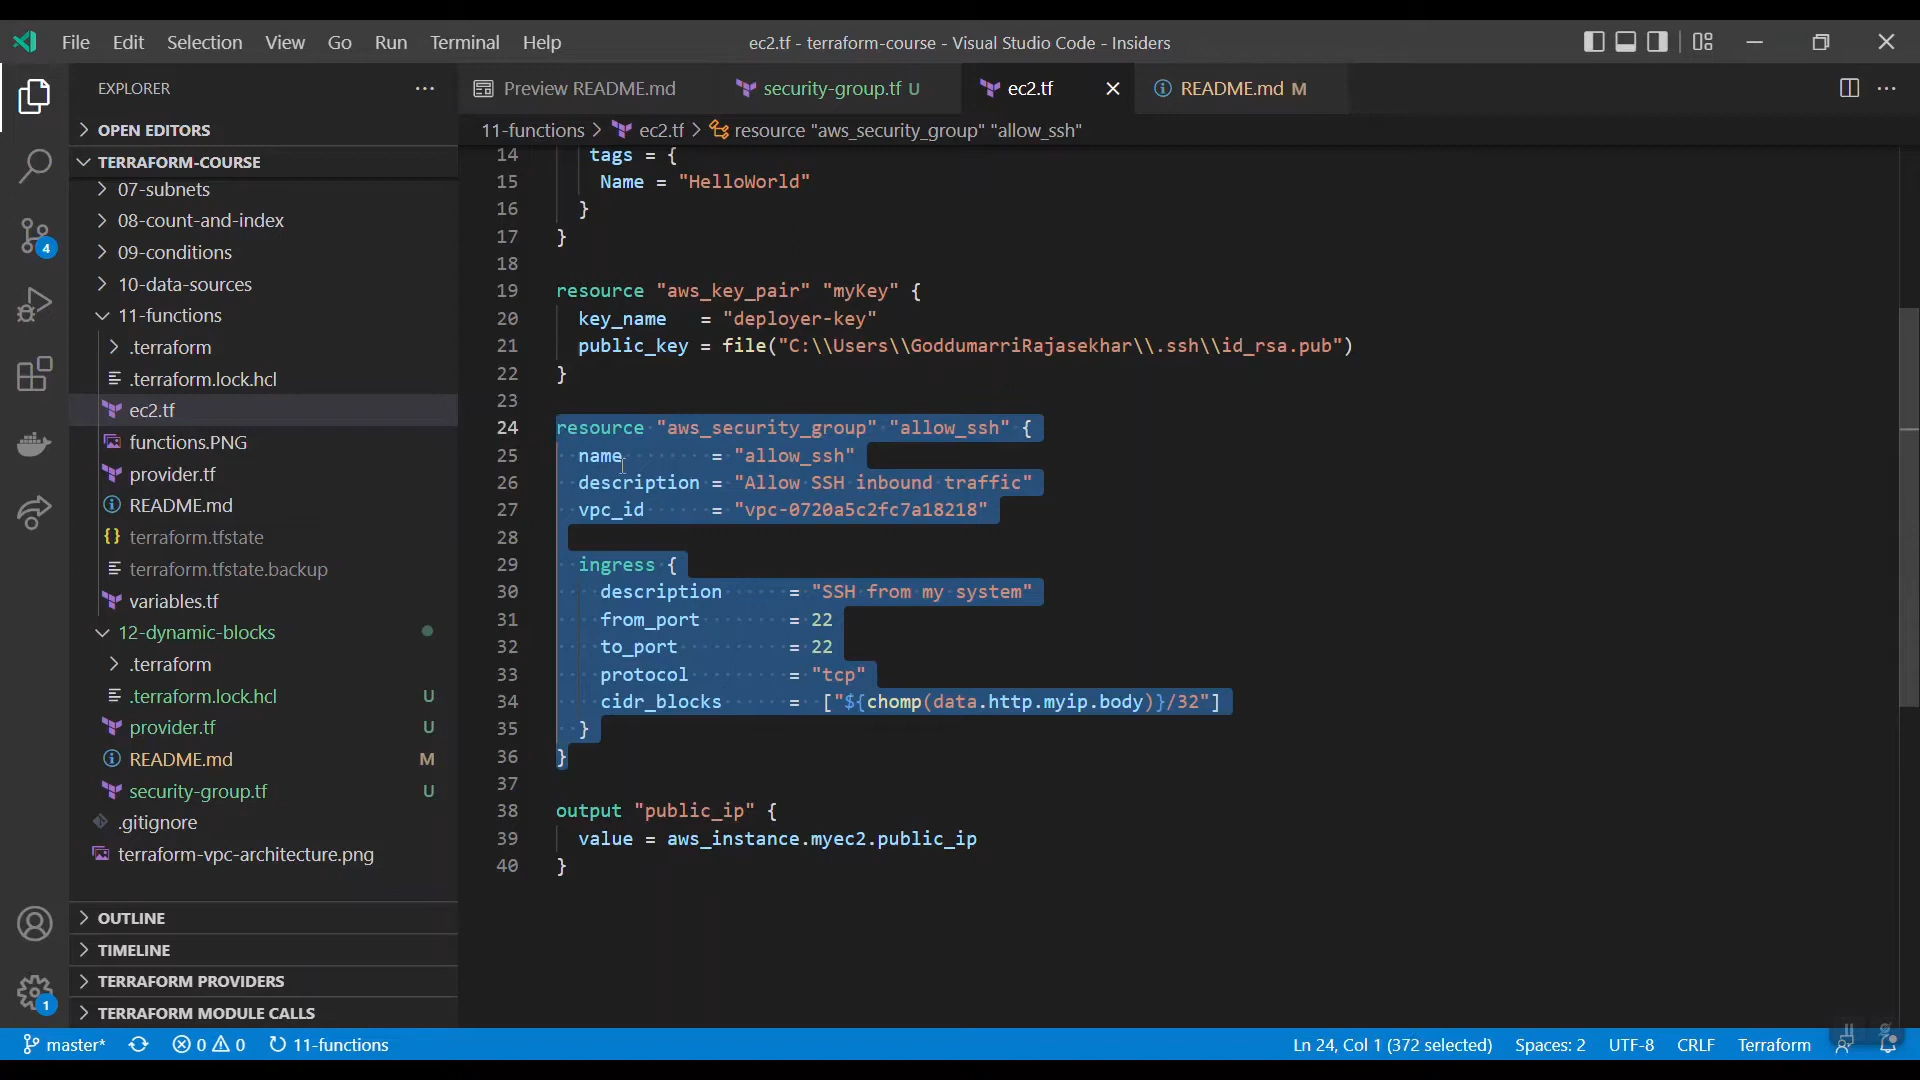 File Edit Selection View Go Run Terminal Help
ec2.tf - terraform-course - Visual Studio Code - Insiders
EXPLORER
OPEN EDITORS
TERRAFORM-COURSE
07-subnets
08-count-and-index
09-conditions
10-data-sources
11-functions
.terraform
.terraform.lock.hcl
ec2.tf
functions.PNG
provider.tf
README.md
terraform.tfstate
terraform.tfstate.backup
variables.tf
12-dynamic-blocks
.terraform
.terraform.lock.hcl U
provider.tf U
README.md M
security-group.tf U
.gitignore
terraform-vpc-architecture.png
OUTLINE
TIMELINE
TERRAFORM PROVIDERS
TERRAFORM MODULE CALLS
4
1
Preview README.md
security-group.tf U
ec2.tf
README.md M
11-functions > ec2.tf > resource "aws_security_group" "allow_ssh"
14 tags = {
15 Name = "HelloWorld"
16 }
17 }
18
19 resource "aws_key_pair" "myKey" {
20 key_name = "deployer-key"
21 public_key = file("C:\\Users\\GoddumarriRajasekhar\\.ssh\\id_rsa.pub")
22 }
23
24 resource "aws_security_group" "allow_ssh" {
25 name = "allow_ssh"
26 description = "Allow SSH inbound traffic"
27 vpc_id = "vpc-0720a5c2fc7a18218"
28
29 ingress {
30 description = "SSH from my system"
31 from_port = 22
32 to_port = 22
33 protocol = "tcp"
34 cidr_blocks = ["${chomp(data.http.myip.body)}/32"]
35 }
36 }
37
38 output "public_ip" {
39 value = aws_instance.myec2.public_ip
40 }
master* 0 0 11-functions
Ln 24, Col 1 (372 selected) Spaces: 2 UTF-8 CRLF Terraform